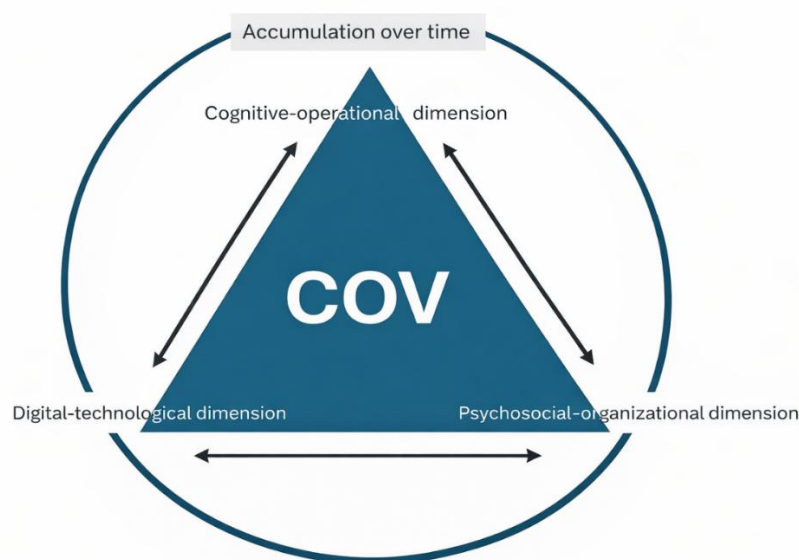 Accumulation over time
Cognitive-operational dimension
COV
Digital-technological dimension
Psychosocial-organizational dimension